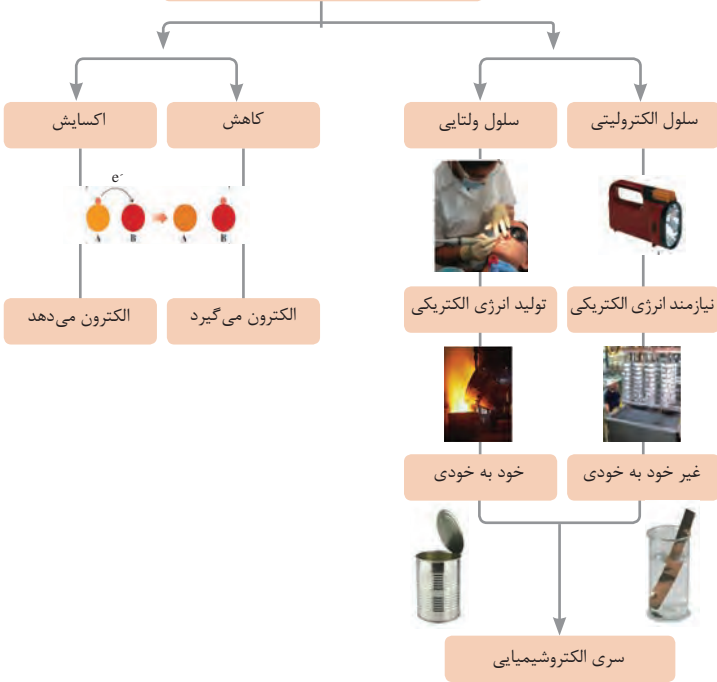 سلول الکترولیتی
سلول ولتایی
کاهش
اکسایش
e⁻
A B A B
نیازمند انرژی الکتریکی
تولید انرژی الکتریکی
الکترون می‌گیرد
الکترون می‌دهد
غیر خود به خودی
خود به خودی
سری الکتروشیمیایی